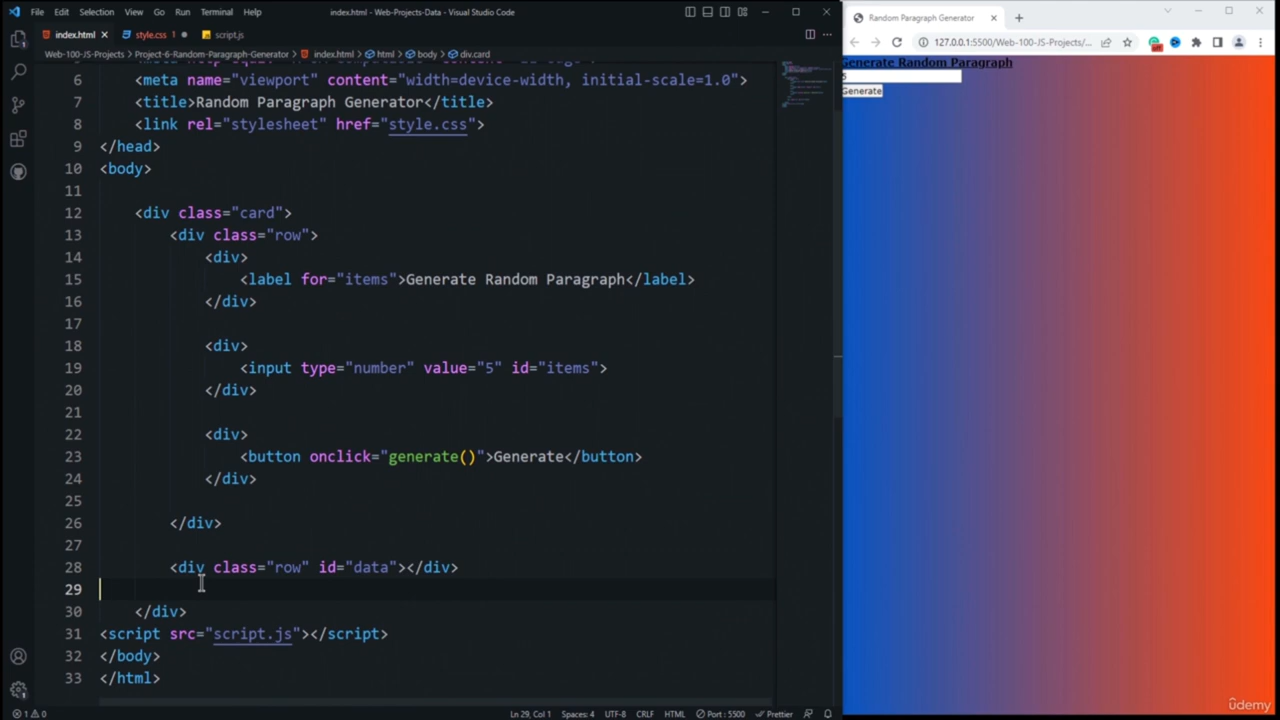 File Edit Selection View Go Run Terminal Help
index.html - Web-Projects-Data - Visual Studio Code
index.html
style.css 1
script.js
Web-100-JS-Projects > Project-6-Random-Paragraph-Generator > index.html > html > body > div.card
6 <meta name="viewport" content="width=device-width, initial-scale=1.0">
7 <title>Random Paragraph Generator</title>
8 <link rel="stylesheet" href="style.css">
9 </head>
10 <body>
11
12 <div class="card">
13 <div class="row">
14 <div>
15 <label for="items">Generate Random Paragraph</label>
16 </div>
17
18 <div>
19 <input type="number" value="5" id="items">
20 </div>
21
22 <div>
23 <button onclick="generate()">Generate</button>
24 </div>
25
26 </div>
27
28 <div class="row" id="data"></div>
29
30 </div>
31 <script src="script.js"></script>
32 </body>
33 </html>
1 0
Ln 29, Col 1 Spaces: 4 UTF-8 CRLF HTML Port : 5500 Prettier
Random Paragraph Generator
127.0.0.1:5500/Web-100-JS-Projects/...
Generate Random Paragraph
5
Generate
udemy